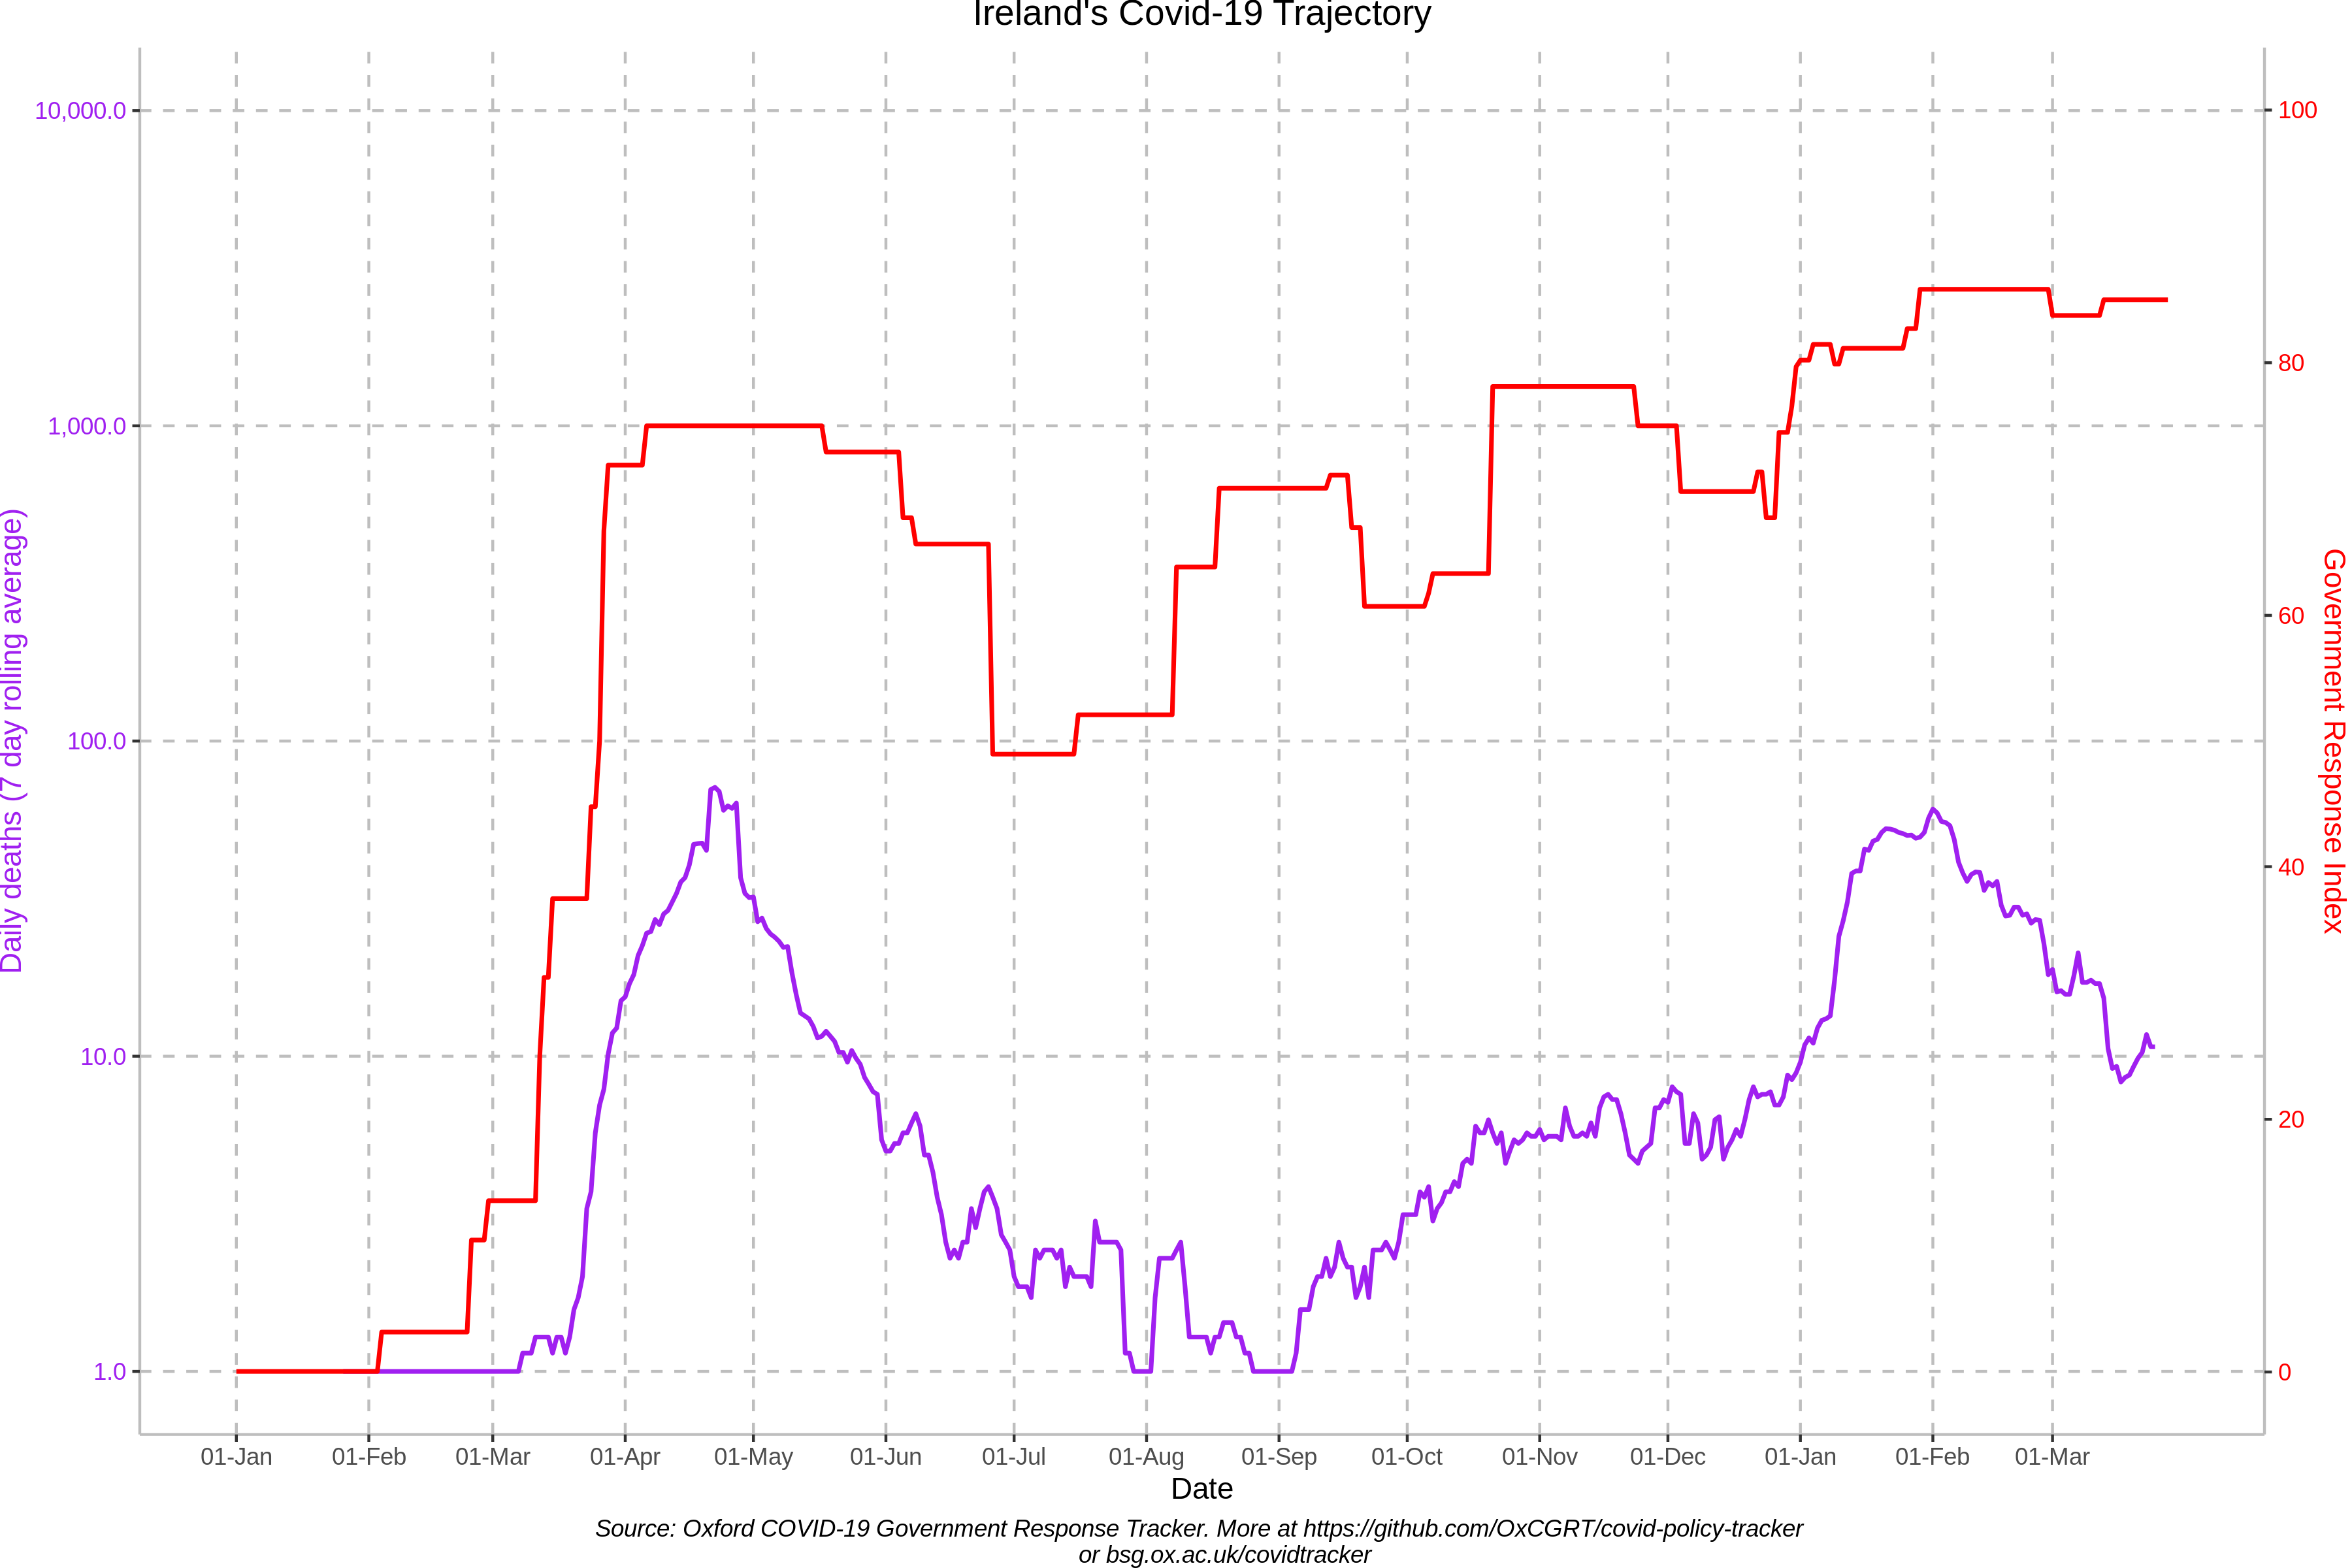 Ireland's Covid-19 Trajectory
10,000.0
1,000.0
100.0
10.0
1.0
Daily deaths (7 day rolling average)
100
80
60
40
20
0
Government Response Index
01-Jan 01-Feb 01-Mar 01-Apr 01-May 01-Jun 01-Jul 01-Aug 01-Sep 01-Oct 01-Nov 01-Dec 01-Jan 01-Feb 01-Mar
Date
Source: Oxford COVID-19 Government Response Tracker. More at https://github.com/OxCGRT/covid-policy-tracker
or bsg.ox.ac.uk/covidtracker